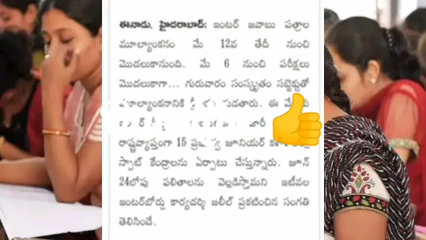 ఈనాడు, హైదరాబాద్: ఇంటర్ జవాబు పత్రాల
మూల్యాంకనం మే 12వ తేదీ నుంచి
మొదలుకానుంది. మే 6 నుంచి పరీక్షలు
మొదలుకాగా... గురువారం సంస్కృతం సబ్జెక్టుతో
పడతారు. ఈ
రాష్ట్రవ్యాప్తంగా 15 జూనియర్
స్పాట్ కేంద్రాలను ఏర్పాటు చేస్తున్నారు. జూన్
24లోపు ఫలితాలను వెల్లడిస్తామని ఇటీవల
ఇంటర్‌బోర్డు కార్యదర్శి జలీల్ ప్రకటించిన సంగతి
తెలిసిందే.